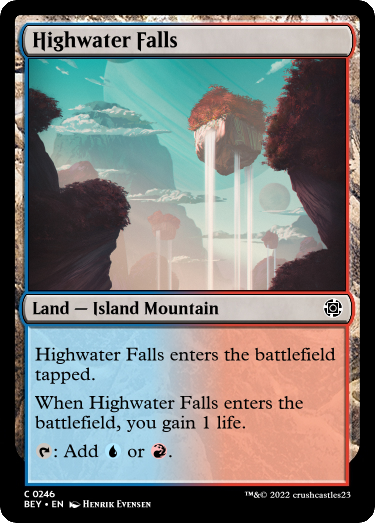 Highwater Falls
Land — Island Mountain
Highwater Falls enters the battlefield
tapped.
When Highwater Falls enters the
battlefield, you gain 1 life.
: Add or .
C 0246
BEY • EN Henrik Evensen
™&© 2022 crushcastles23